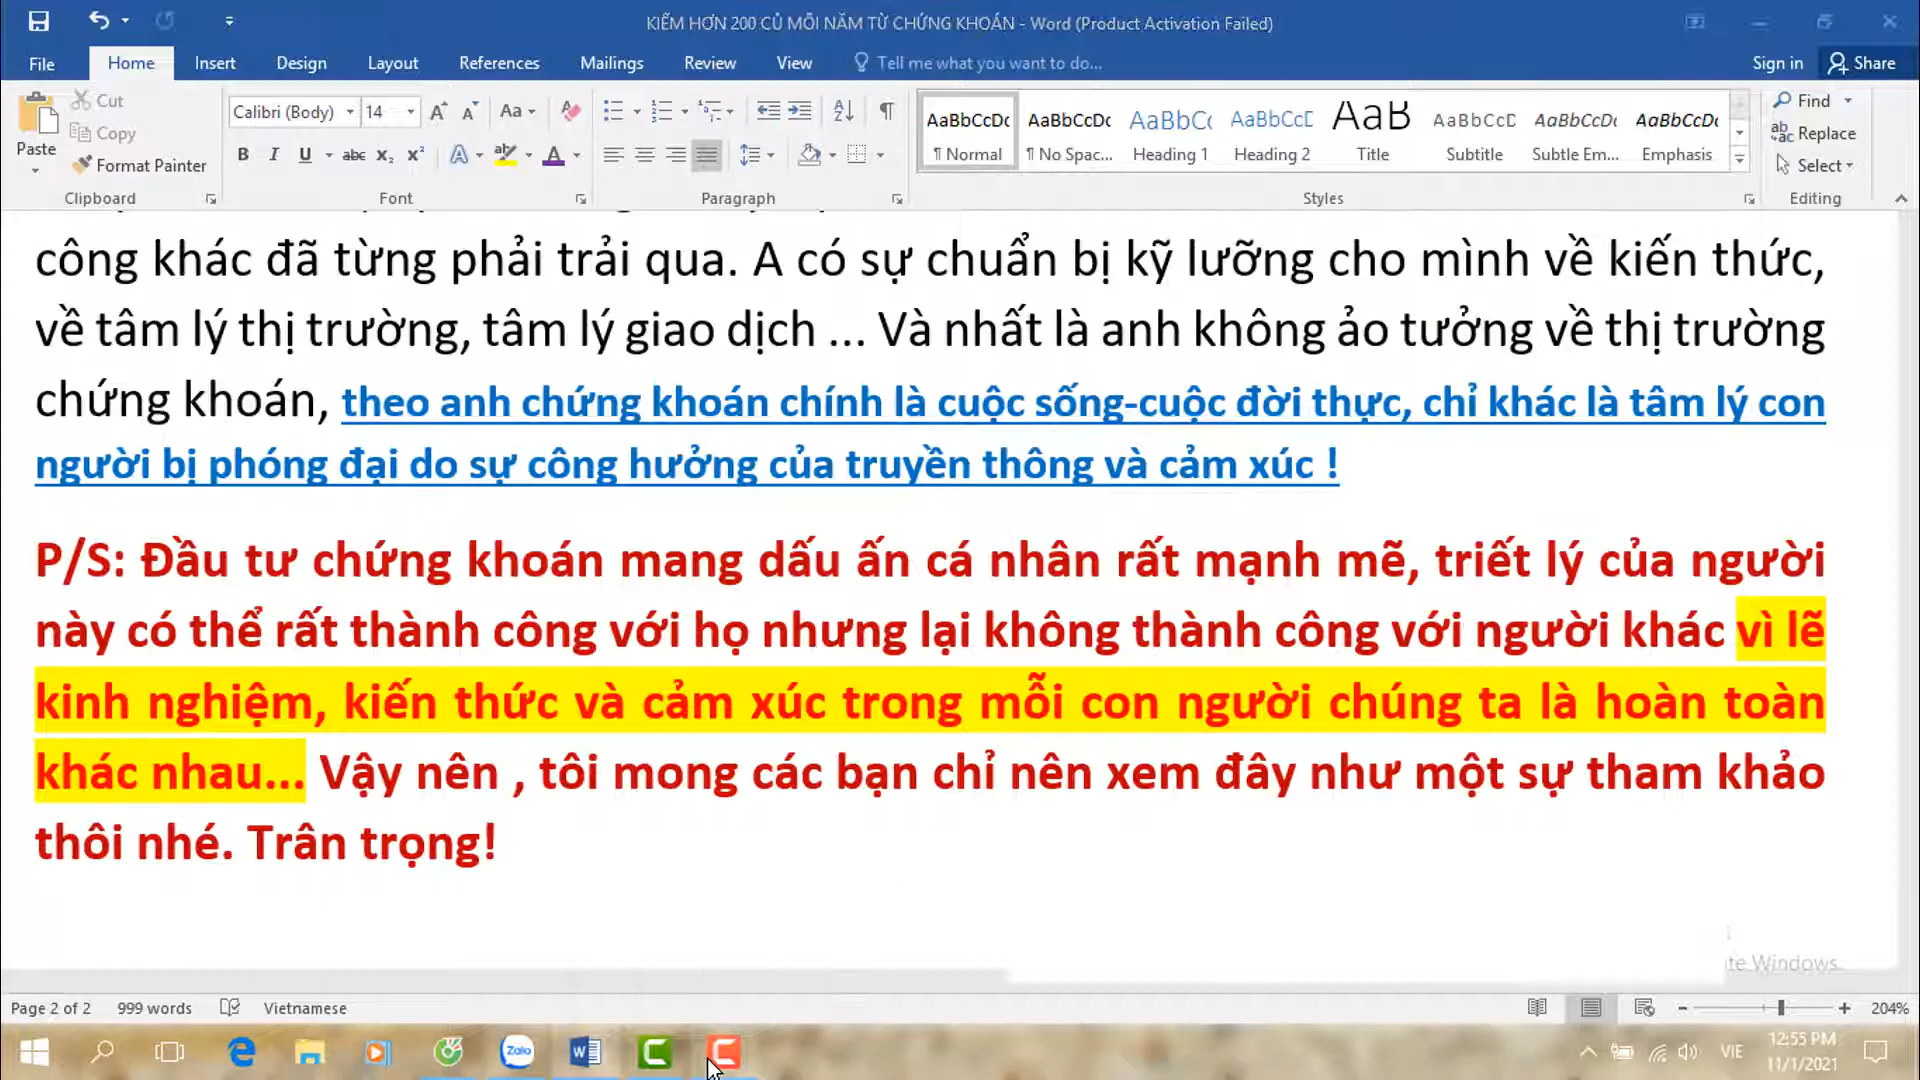 KIẾM HƠN 200 CỦ MỖI NĂM TỪ CHỨNG KHOÁN - Word (Product Activation Failed)
File Home Insert Design Layout References Mailings Review View Tell me what you want to do... Sign in Share
Cut
Copy
Format Painter
Paste
Clipboard
Calibri (Body) 14
Font
Paragraph
AaBbCcDc AaBbCcDc AaBbCc AaBbCcE AaB AaBbCcD AaBbCcDc AaBbCcDc
¶ Normal ¶ No Spac... Heading 1 Heading 2 Title Subtitle Subtle Em... Emphasis
Styles
Find
Replace
Select
Editing
công khác đã từng phải trải qua. A có sự chuẩn bị kỹ lưỡng cho mình về kiến thức,
về tâm lý thị trường, tâm lý giao dịch ... Và nhất là anh không ảo tưởng về thị trường
chứng khoán, theo anh chứng khoán chính là cuộc sống-cuộc đời thực, chỉ khác là tâm lý con
người bị phóng đại do sự công hưởng của truyền thông và cảm xúc !
P/S: Đầu tư chứng khoán mang dấu ấn cá nhân rất mạnh mẽ, triết lý của người
này có thể rất thành công với họ nhưng lại không thành công với người khác vì lẽ
kinh nghiệm, kiến thức và cảm xúc trong mỗi con người chúng ta là hoàn toàn
khác nhau... Vậy nên , tôi mong các bạn chỉ nên xem đây như một sự tham khảo
thôi nhé. Trân trọng!
Windows.
Page 2 of 2 999 words Vietnamese 204%
Zalo
VIE
12:55 PM
11/1/2021